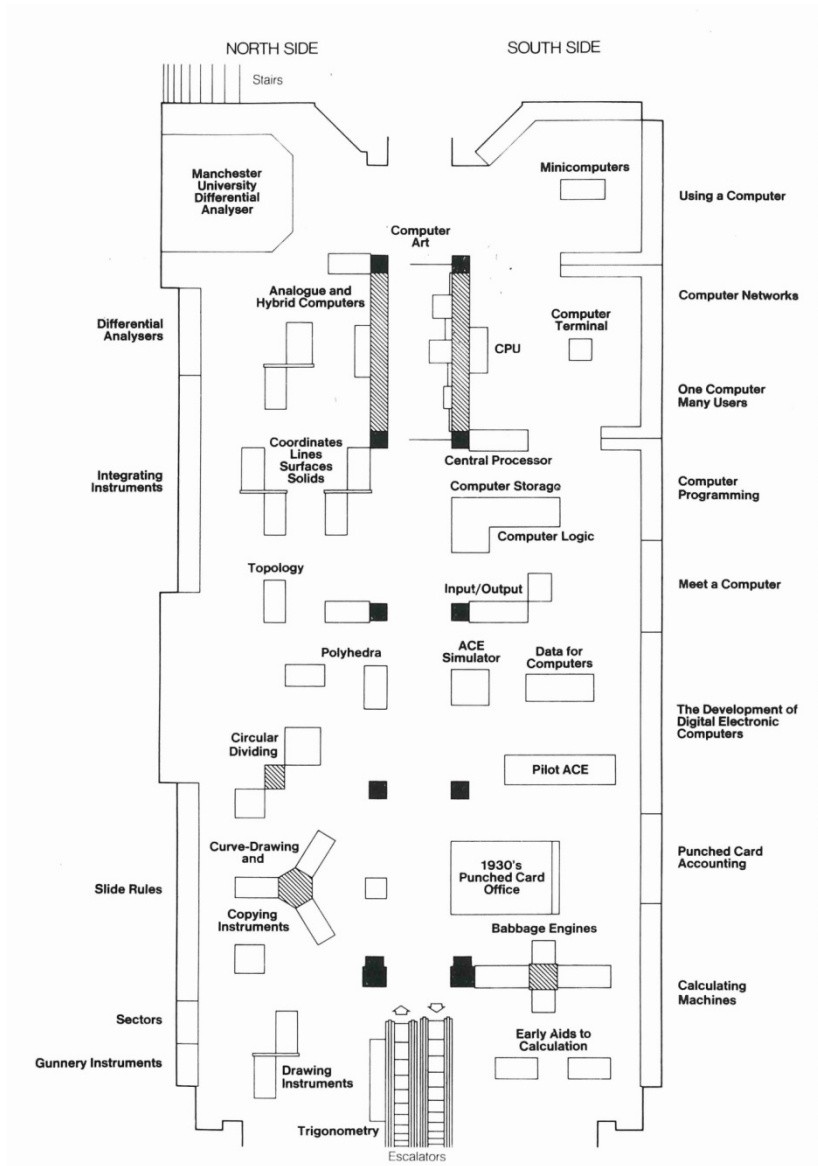 NORTH SIDE
SOUTH SIDE
Stairs
Manchester
University
Differential
Analyser
Minicomputers
Using a Computer
Computer
Art
Analogue and
Hybrid Computers
Computer Networks
Differential
Analysers
Computer
Terminal
CPU
One Computer
Many Users
Coordinates
Lines
Surfaces
Solids
Central Processor
Integrating
Instruments
Computer Storage
Computer
Programming
Computer Logic
Topology
Input/Output
Meet a Computer
Polyhedra
ACE
Simulator
Data for
Computers
The Development of
Digital Electronic
Computers
Circular
Dividing
Pilot ACE
Curve-Drawing
and
1930's
Punched Card
Office
Punched Card
Accounting
Slide Rules
Copying
Instruments
Babbage Engines
Calculating
Machines
Sectors
Early Aids to
Calculation
Gunnery Instruments
Drawing
Instruments
Trigonometry
Escalators